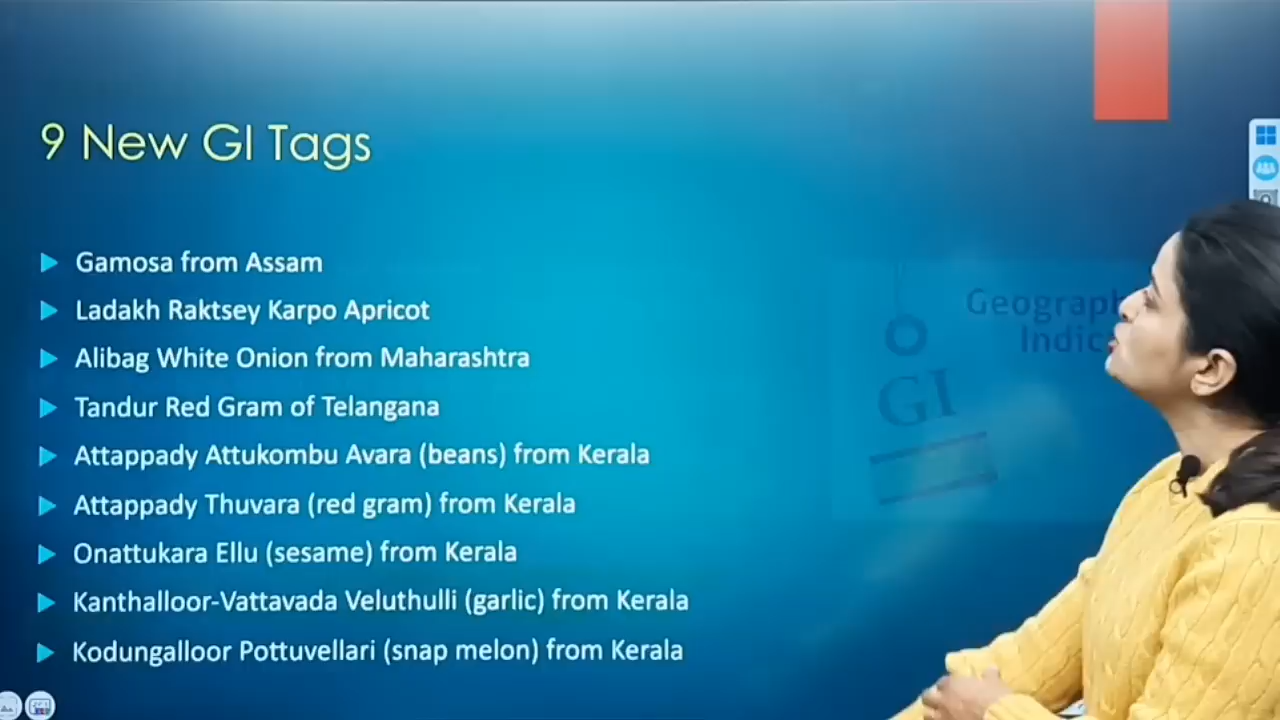 9 New GI Tags
Gamosa from Assam
Ladakh Raktsey Karpo Apricot
Alibag White Onion from Maharashtra
Tandur Red Gram of Telangana
Attappady Attukombu Avara (beans) from Kerala
Attappady Thuvara (red gram) from Kerala
Onattukara Ellu (sesame) from Kerala
Kanthalloor-Vattavada Veluthulli (garlic) from Kerala
Kodungalloor Pottuvellari (snap melon) from Kerala
GI